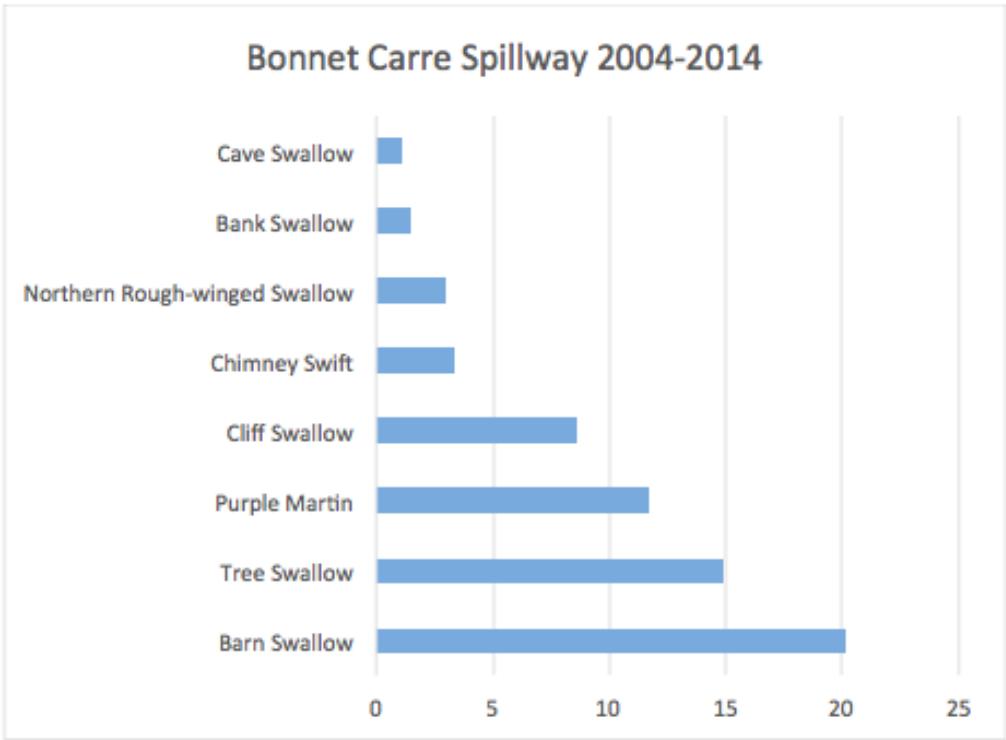 Bonnet Carre Spillway 2004-2014
Cave Swallow
Bank Swallow
Northern Rough-winged Swallow
Chimney Swift
Cliff Swallow
Purple Martin
Tree Swallow
Barn Swallow
0 5 10 15 20 25